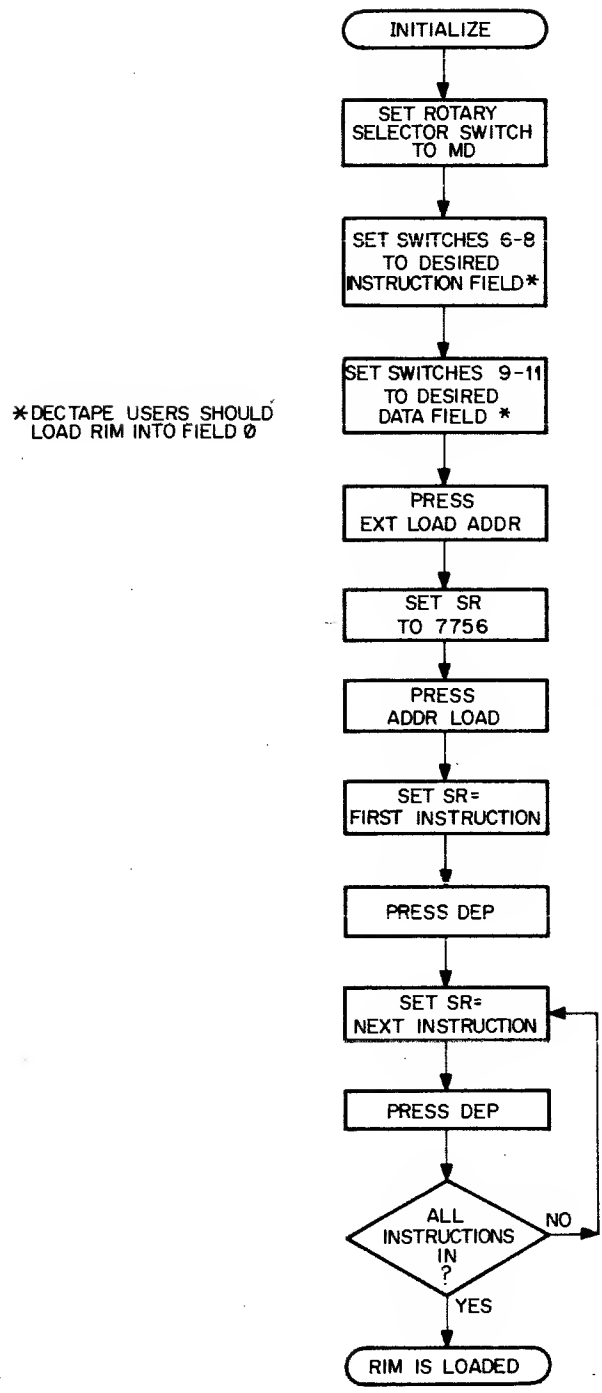 INITIALIZE
SET ROTARY
SELECTOR SWITCH
TO MD
SET SWITCHES 6-8
TO DESIRED
INSTRUCTION FIELD*
SET SWITCHES 9-11
TO DESIRED
DATA FIELD *
*DECTAPE USERS SHOULD
LOAD RIM INTO FIELD Ø
PRESS
EXT LOAD ADDR
SET SR
TO 7756
PRESS
ADDR LOAD
SET SR=
FIRST INSTRUCTION
PRESS DEP
SET SR=
NEXT INSTRUCTION
PRESS DEP
ALL
INSTRUCTIONS
IN
?
NO
YES
RIM IS LOADED